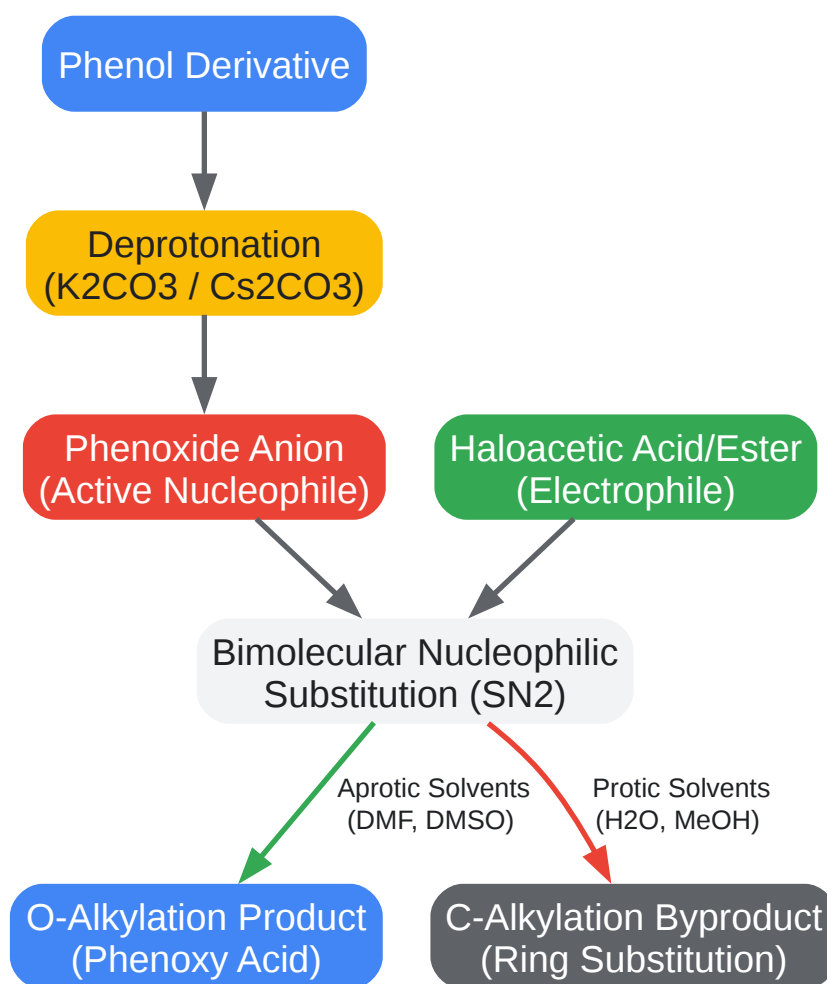 Phenol Derivative
Deprotonation
(K2CO3 / Cs2CO3)
Phenoxide Anion
(Active Nucleophile)
Haloacetic Acid/Ester
(Electrophile)
Bimolecular Nucleophilic
Substitution (SN2)
Aprotic Solvents
(DMF, DMSO)
Protic Solvents
(H2O, MeOH)
O-Alkylation Product
(Phenoxy Acid)
C-Alkylation Byproduct
(Ring Substitution)